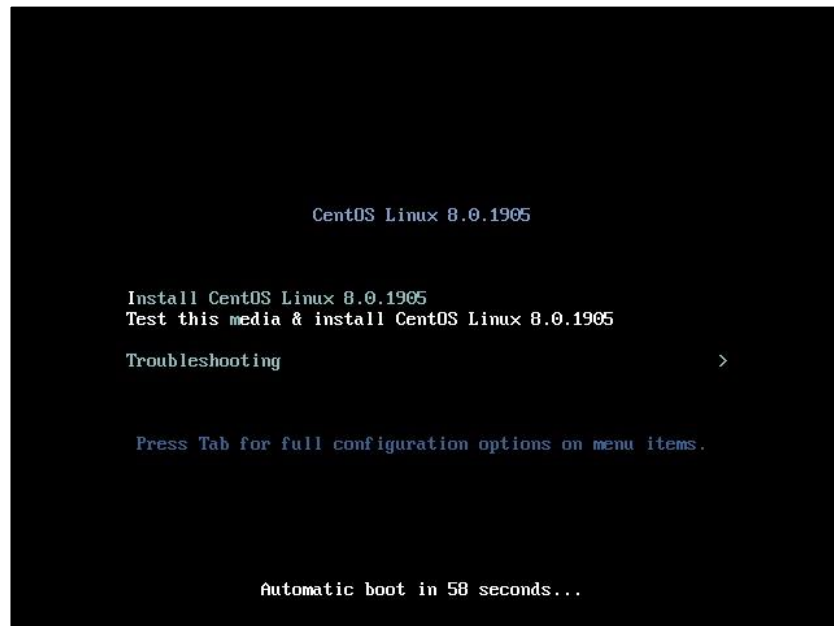 CentOS Linux 8.0.1905
Install CentOS Linux 8.0.1905
Test this media & install CentOS Linux 8.0.1905
Troubleshooting >
Press Tab for full configuration options on menu items.
Automatic boot in 58 seconds...